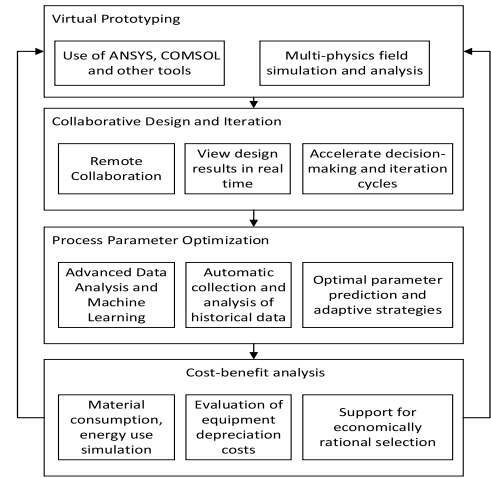 Virtual Prototyping
Use of ANSYS, COMSOL
and other tools
Multi-physics field
simulation and analysis
Collaborative Design and Iteration
Remote
Collaboration
View design
results in real
time
Accelerate decision-
making and iteration
cycles
Process Parameter Optimization
Advanced Data
Analysis and
Machine
Learning
Automatic
collection and
analysis of
historical data
Optimal parameter
prediction and
adaptive strategies
Cost-benefit analysis
Material
consumption,
energy use
simulation
Evaluation of
equipment
depreciation
costs
Support for
economically
rational selection